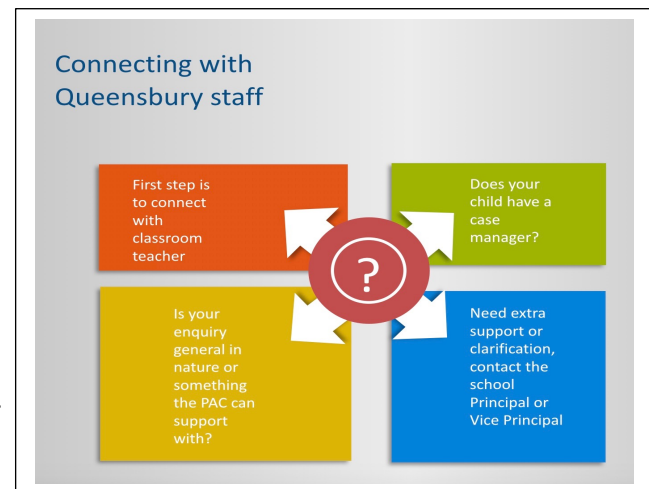 Connecting with
Queensbury staff
First step is
to connect
with
classroom
teacher
Does your
child have a
case
manager?
?
Is your
enquiry
general in
nature or
something
the PAC can
support
with?
Need extra
support or
clarification,
contact the
school
Principal or
Vice Principal